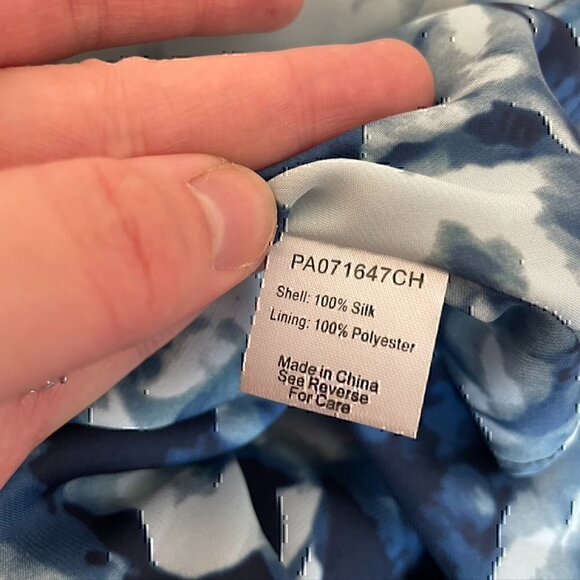 PA071647CH
Shell: 100% Silk
Lining: 100% Polyester
Made in China
See Reverse
For Care